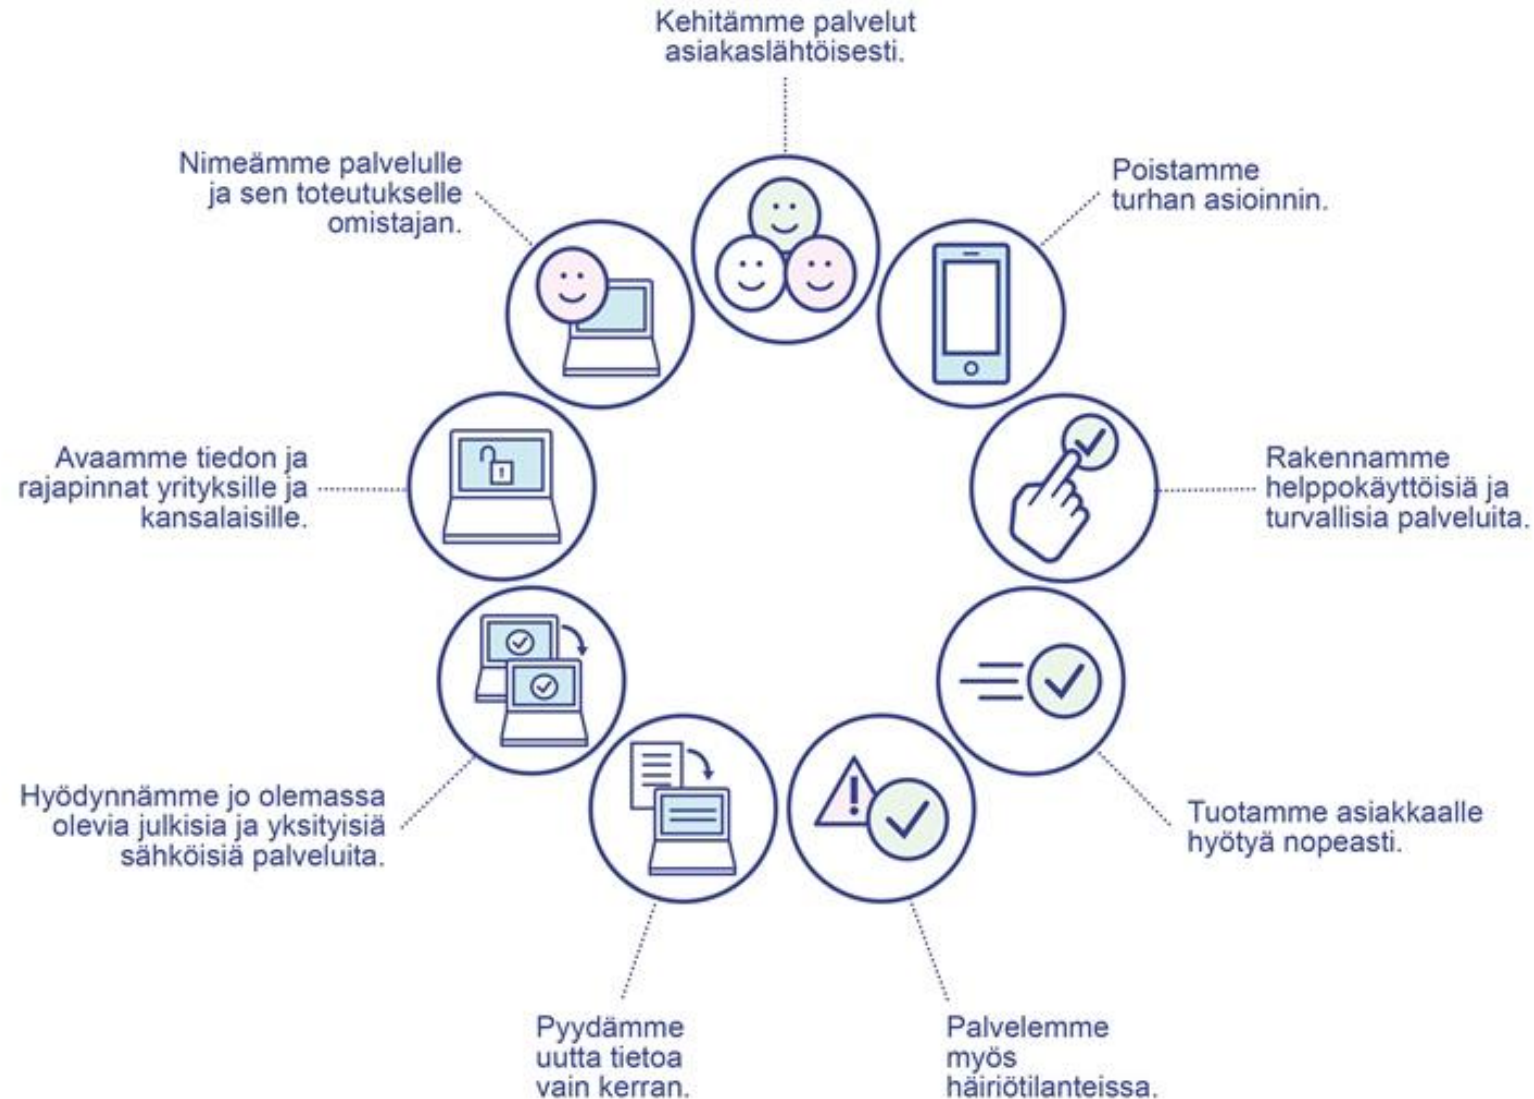 Kehitämme palvelut
asiakaslähtöisesti.
Poistamme
turhan asioinnin.
Rakennamme
helppokäyttöisiä ja
turvallisia palveluita.
Tuotamme asiakkaalle
hyötyä nopeasti.
Palvelemme
myös
häiriötilanteissa.
Pyydämme
uutta tietoa
vain kerran.
Hyödynnämme jo olemassa
olevia julkisia ja yksityisiä
sähköisiä palveluita.
Avaamme tiedon ja
rajapinnat yrityksille ja
kansalaisille.
Nimeämme palvelulle
ja sen toteutukselle
omistajan.